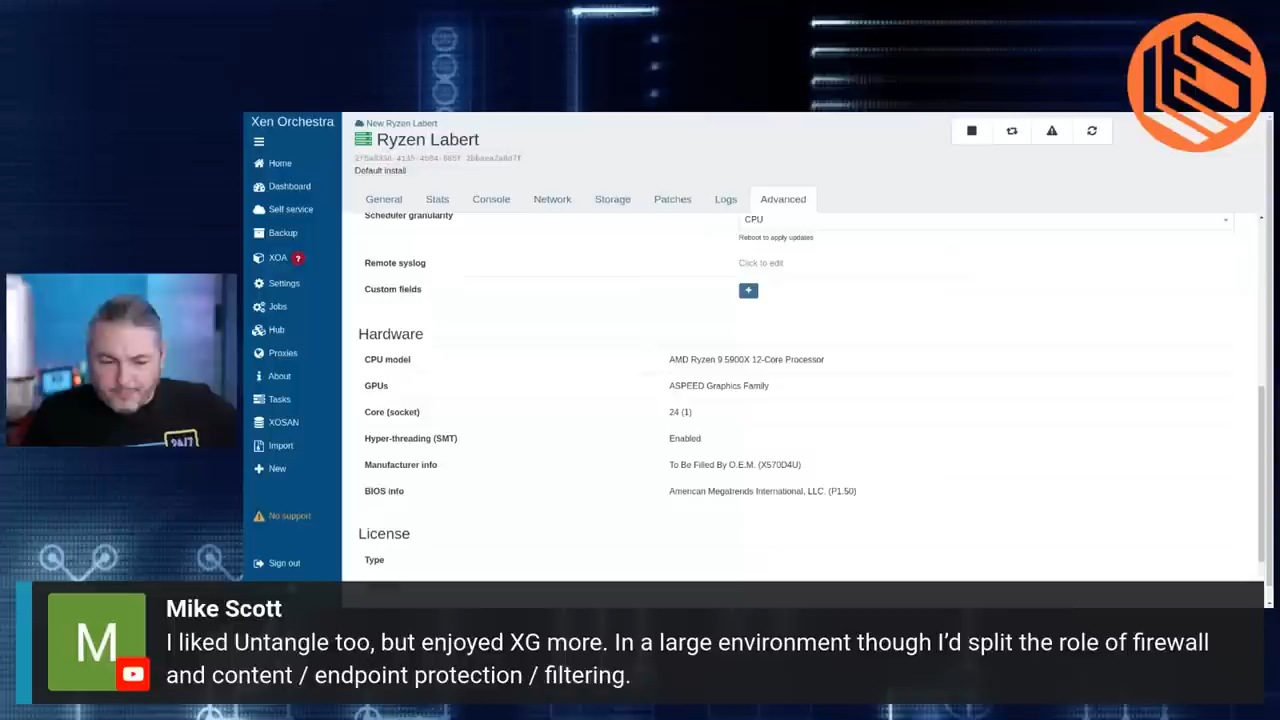 Xen Orchestra
Home
Dashboard
Self service
Backup
XOA ?
Settings
Jobs
Hub
Proxies
About
Tasks
XOSAN
Import
New
No support
Sign out
New Ryzen Labert
Ryzen Labert
Default install
General Stats Console Network Storage Patches Logs Advanced
Scheduler granularity CPU
Reboot to apply updates
Remote syslog Click to edit
Custom fields +
Hardware
CPU model AMD Ryzen 9 5900X 12-Core Processor
GPUs ASPEED Graphics Family
Core (socket) 24 (1)
Hyper-threading (SMT) Enabled
Manufacturer info To Be Filled By O.E.M. (X570D4U)
BIOS info American Megatrends International, LLC. (P1.50)
License
Type
24/7
M
Mike Scott
I liked Untangle too, but enjoyed XG more. In a large environment though I'd split the role of firewall
and content / endpoint protection / filtering.